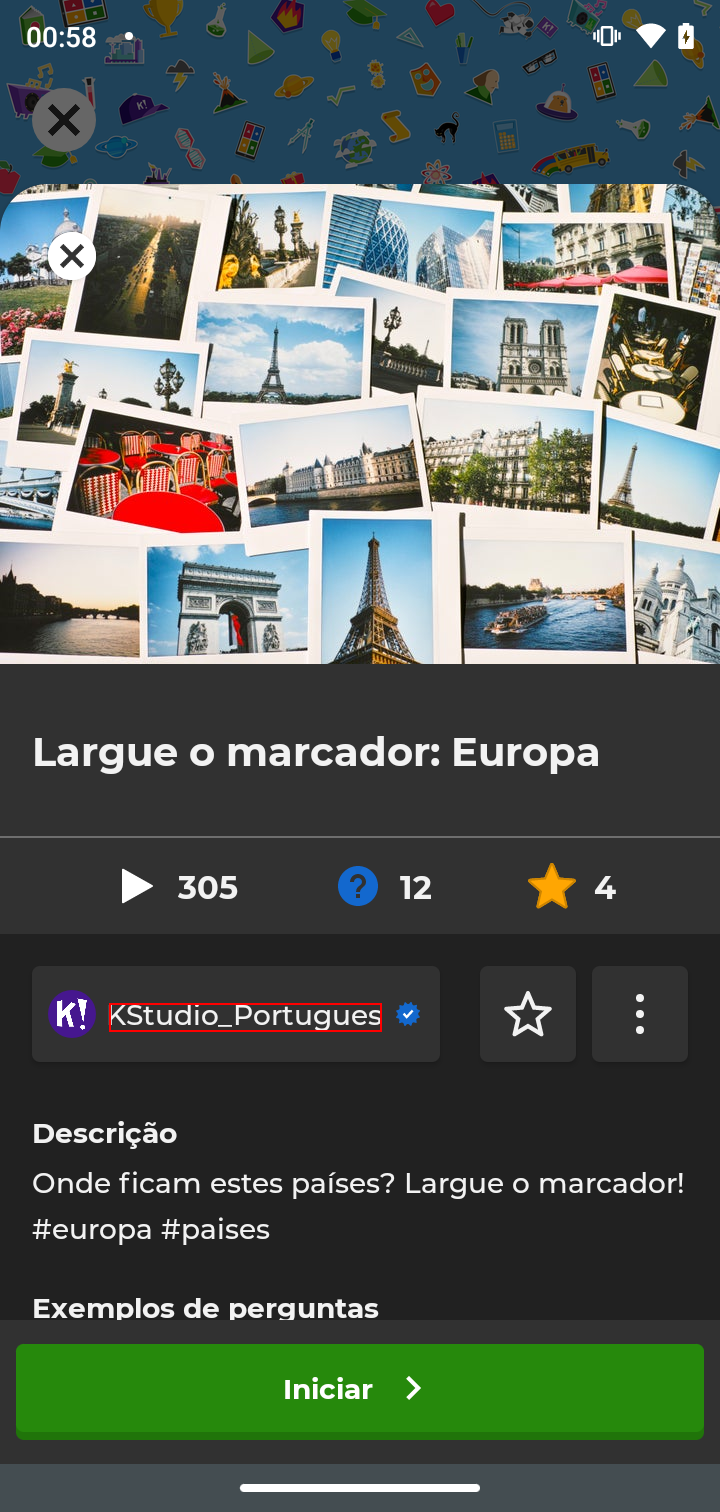 00:58
Largue o marcador: Europa
305
12
4
K!
KStudio_Portugues
Descrição
Onde ficam estes países? Largue o marcador!
#europa #paises
Exemplos de perguntas
Iniciar